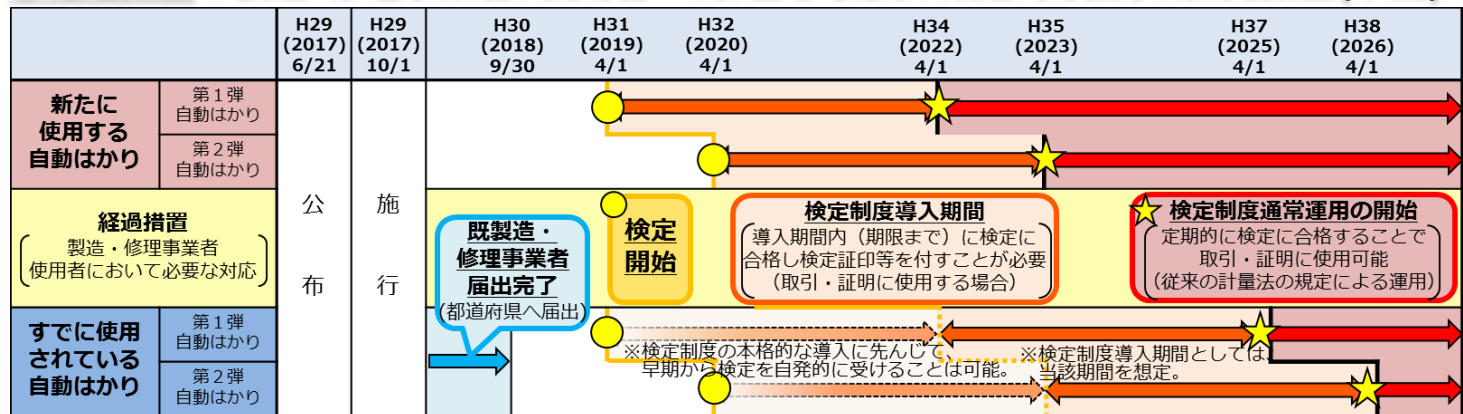 H29
(2017)
6/21
H29
(2017)
10/1
H30
(2018)
9/30
H31
(2019)
4/1
H32
(2020)
4/1
H34
(2022)
4/1
H35
(2023)
4/1
H37
(2025)
4/1
H38
(2026)
4/1
新たに
使用する
自動はかり
第1弾
自動はかり
第2弾
自動はかり
公
布
施
行
経過措置
製造・修理事業者
使用者において必要な対応
既製造・
修理事業者
届出完了
(都道府県へ届出)
検定
開始
検定制度導入期間
導入期間内(期限まで)に検定に
合格し検定証印等を付すことが必要
(取引・証明に使用する場合)
検定制度通常運用の開始
定期的に検定に合格することで
取引・証明に使用可能
(従来の計量法の規定による運用)
すでに使用
されている
自動はかり
第1弾
自動はかり
第2弾
自動はかり
※検定制度の本格的な導入に先んじて、
早期から検定を自発的に受けることは可能。
※検定制度導入期間としては、
当該期間を想定。